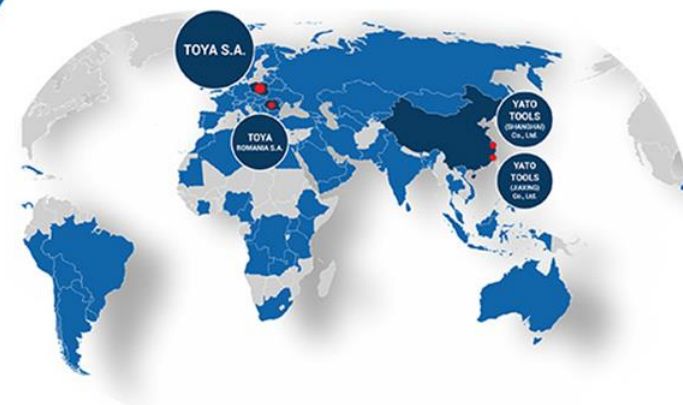 TOYA S.A.
TOYA
ROMANIA S.A.
YATO
TOOLS
(SHANGHAI)
Co., Ltd.
YATO
TOOLS
(JIAXING)
Co., Ltd.